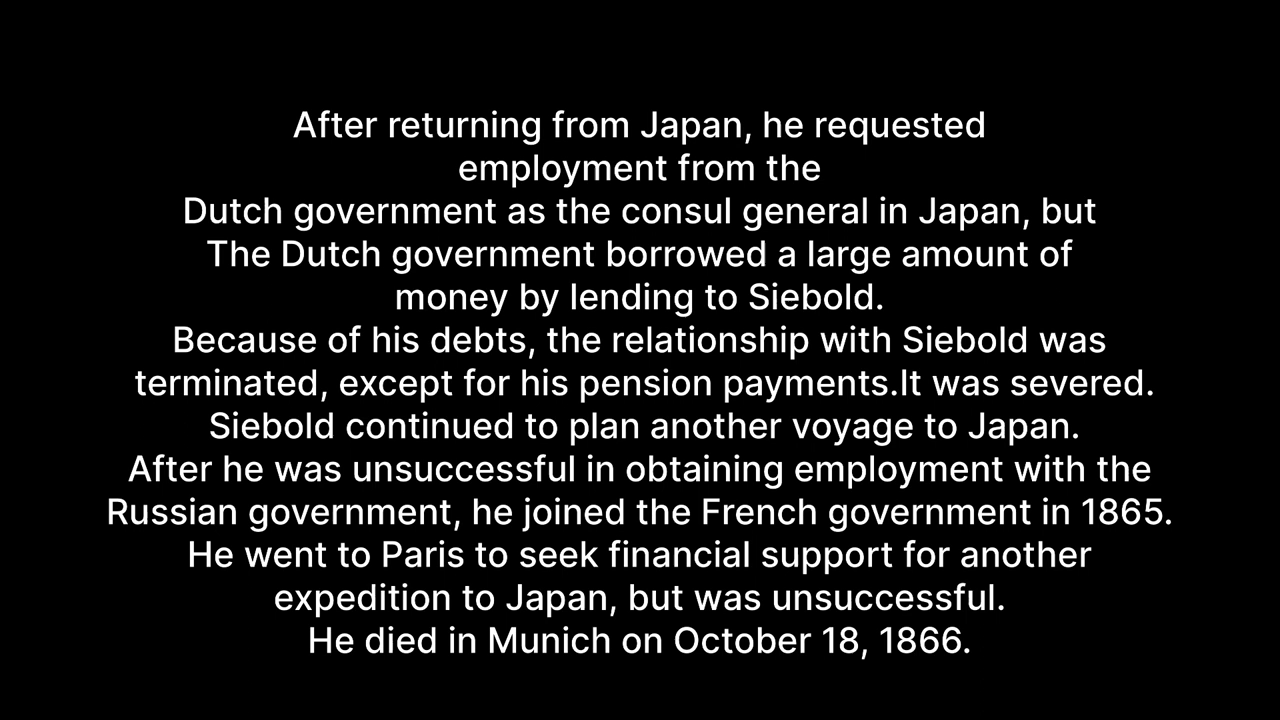 After returning from Japan, he requested
employment from the
Dutch government as the consul general in Japan, but
The Dutch government borrowed a large amount of
money by lending to Siebold.
Because of his debts, the relationship with Siebold was
terminated, except for his pension payments.It was severed.
Siebold continued to plan another voyage to Japan.
After he was unsuccessful in obtaining employment with the
Russian government, he joined the French government in 1865.
He went to Paris to seek financial support for another
expedition to Japan, but was unsuccessful.
He died in Munich on October 18, 1866.